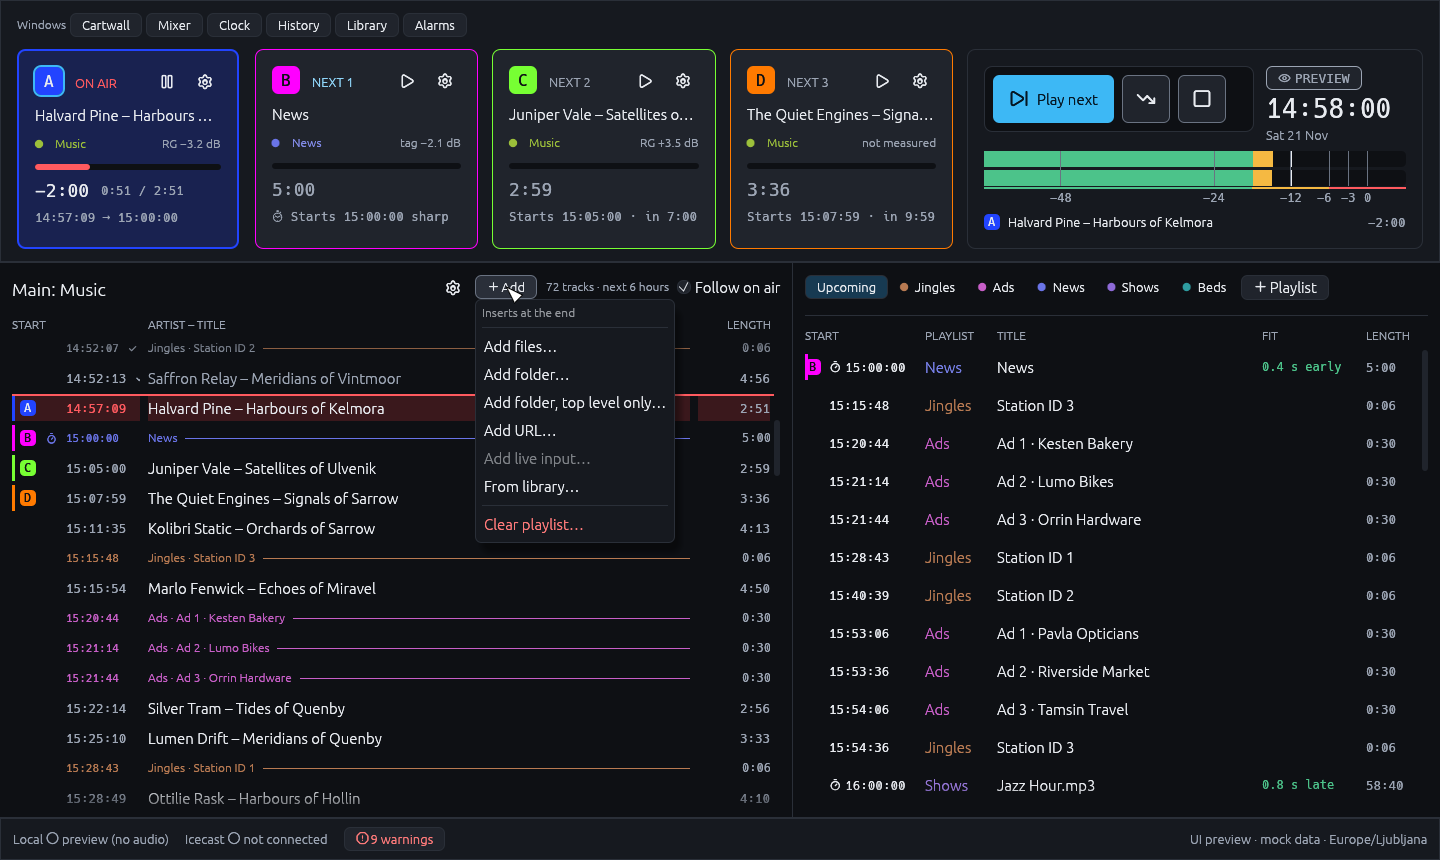 Windows Cartwall Mixer Clock History Library Alarms
A ON AIR
Halvard Pine – Harbours ...
Music RG −3.2 dB
−2:00 0:51 / 2:51
14:57:09 → 15:00:00
B NEXT 1
News
News tag −2.1 dB
5:00
Starts 15:00:00 sharp
C NEXT 2
Juniper Vale – Satellites o...
Music RG +3.5 dB
2:59
Starts 15:05:00 · in 7:00
D NEXT 3
The Quiet Engines – Signa...
Music not measured
3:36
Starts 15:07:59 · in 9:59
Play next
PREVIEW
14:58:00
Sat 21 Nov
−48 −24 −12 −6 −3 0
A Halvard Pine – Harbours of Kelmora −2:00
Main: Music
+ Add 72 tracks · next 6 hours ✓ Follow on air
START ARTIST – TITLE LENGTH
14:52:07 ✓ Jingles · Station ID 2 0:06
14:52:13 Saffron Relay – Meridians of Vintmoor 4:56
A 14:57:09 Halvard Pine – Harbours of Kelmora 2:51
B 15:00:00 News 5:00
C 15:05:00 Juniper Vale – Satellites of Ulvenik 2:59
D 15:07:59 The Quiet Engines – Signals of Sarrow 3:36
15:11:35 Kolibri Static – Orchards of Sarrow 4:13
15:15:48 Jingles · Station ID 3 0:06
15:15:54 Marlo Fenwick – Echoes of Miravel 4:50
15:20:44 Ads · Ad 1 · Kesten Bakery 0:30
15:21:14 Ads · Ad 2 · Lumo Bikes 0:30
15:21:44 Ads · Ad 3 · Orrin Hardware 0:30
15:22:14 Silver Tram – Tides of Quenby 2:56
15:25:10 Lumen Drift – Meridians of Quenby 3:33
15:28:43 Jingles · Station ID 1 0:06
15:28:49 Ottilie Rask – Harbours of Hollin 4:10
Inserts at the end
Add files...
Add folder...
Add folder, top level only...
Add URL...
Add live input...
From library...
Clear playlist...
Upcoming Jingles Ads News Shows Beds + Playlist
START PLAYLIST TITLE FIT LENGTH
B 15:00:00 News News 0.4 s early 5:00
15:15:48 Jingles Station ID 3 0:06
15:20:44 Ads Ad 1 · Kesten Bakery 0:30
15:21:14 Ads Ad 2 · Lumo Bikes 0:30
15:21:44 Ads Ad 3 · Orrin Hardware 0:30
15:28:43 Jingles Station ID 1 0:06
15:40:39 Jingles Station ID 2 0:06
15:53:06 Ads Ad 1 · Pavla Opticians 0:30
15:53:36 Ads Ad 2 · Riverside Market 0:30
15:54:06 Ads Ad 3 · Tamsin Travel 0:30
15:54:36 Jingles Station ID 3 0:06
16:00:00 Shows Jazz Hour.mp3 0.8 s late 58:40
Local preview (no audio) Icecast not connected 9 warnings
UI preview · mock data · Europe/Ljubljana